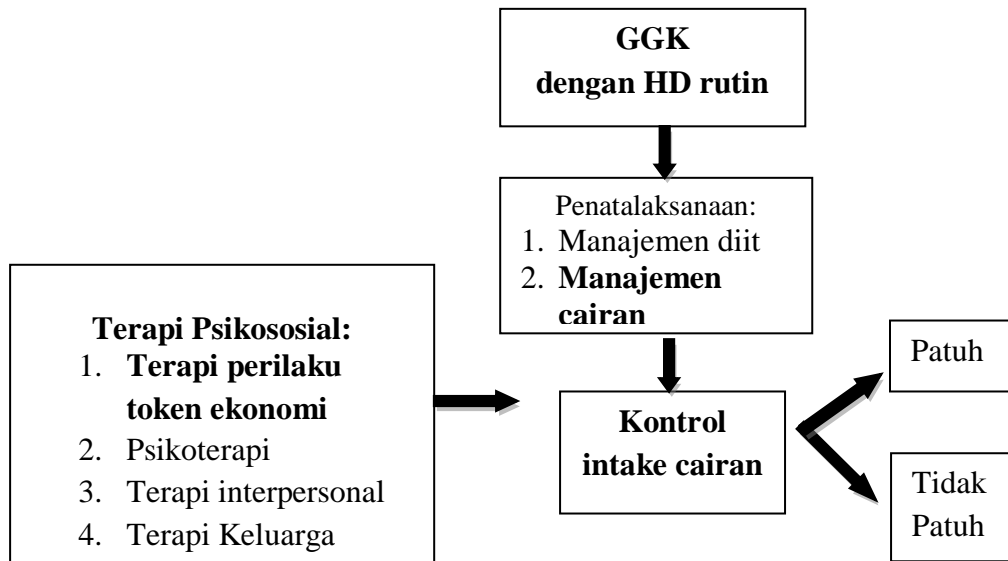 GGK
dengan HD rutin
Penatalaksanaan:
1. Manajemen diit
2. Manajemen
cairan
Terapi Psikososial:
1. Terapi perilaku
token ekonomi
2. Psikoterapi
3. Terapi interpersonal
4. Terapi Keluarga
Kontrol
intake cairan
Patuh
Tidak
Patuh